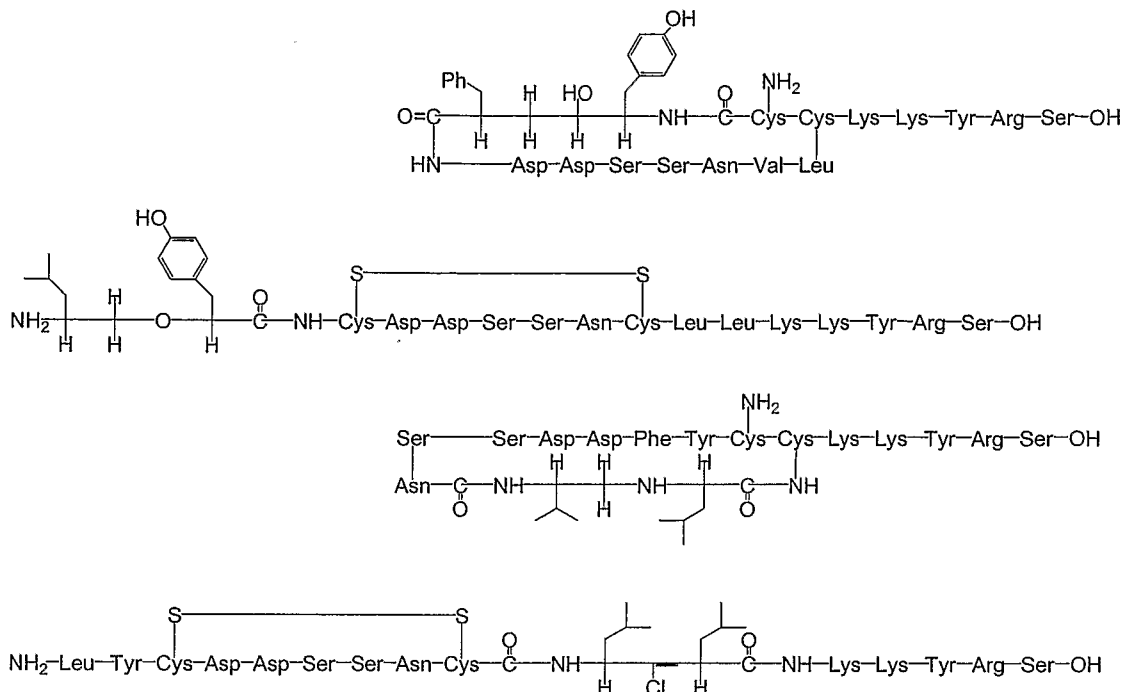 OH
Ph
H HO
NH2
O=C NH C O Cys Cys Lys Lys Tyr Arg Ser OH
H H H
HN Asp Asp Ser Ser Asn Val Leu
HO
S S
H O
NH2 O C NH Cys Asp Asp Ser Ser Asn Cys Leu Leu Lys Lys Tyr Arg Ser OH
H H H
NH2
Ser Ser Asp Asp Phe Tyr Cys Cys Lys Lys Tyr Arg Ser OH
H H H
Asn C NH NH C NH
O H O
S S
O O
NH2 Leu Tyr Cys Asp Asp Ser Ser Asn Cys C NH C NH Lys Lys Tyr Arg Ser OH
H Cl H